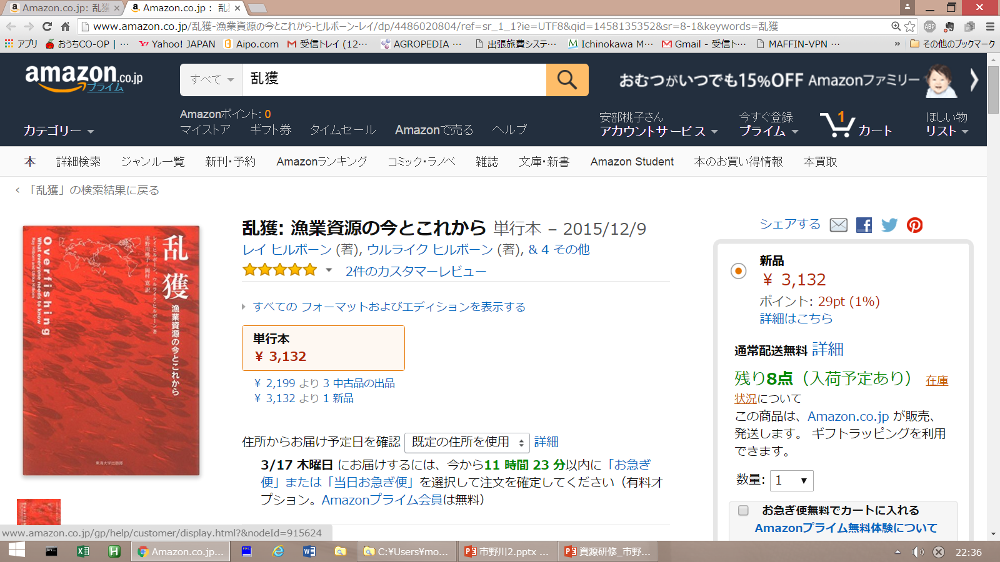 Amazon.co.jp: 乱獲
Amazon.co.jp： 乱
www.amazon.co.jp/乱獲-漁業資源の今とこれから-ヒルボーン-レイ/dp/4486020804/ref=sr_1_1?ie=UTF8&qid=1458135352&sr=8-1&keywords=乱獲
アプリ おうちCO-OP | … Yahoo! JAPAN Aipo.com 受信トレイ (12… AGROPEDIA … 出張旅費システ… Ichinokawa M… Gmail - 受信ト… MAFFIN-VPN … » その他のブックマーク
amazon.co.jp
プライム
すべて 乱獲
おむつがいつでも15%OFF Amazonファミリー
Amazonポイント: 0
カテゴリー マイストア ギフト券 タイムセール Amazonで売る ヘルプ
安部桃子さん
アカウントサービス
今すぐ登録
プライム
1
カート
ほしい物
リスト
本 詳細検索 ジャンル一覧 新刊・予約 Amazonランキング コミック・ラノベ 雑誌 文庫・新書 Amazon Student 本のお買い得情報 本買取
‹ 「乱獲」の検索結果に戻る
乱獲
レイ・ヒルボーン、ウルライク・ヒルボーン 著
市野川桃子・岡村 寛 訳
漁業資源の今とこれから
Overfishing
What everyone needs to know
Ray Hilborn and Ulrike Hilborn
東海大学出版部
乱獲: 漁業資源の今とこれから 単行本 – 2015/12/9
レイ ヒルボーン (著), ウルライク ヒルボーン (著), & 4 その他
2件のカスタマーレビュー
すべての フォーマットおよびエディションを表示する
単行本
￥ 3,132
￥ 2,199 より 3 中古品の出品
￥ 3,132 より 1 新品
住所からお届け予定日を確認 既定の住所を使用 詳細
3/17 木曜日 にお届けするには、今から11 時間 23 分以内に「お急ぎ
便」または「当日お急ぎ便」を選択して注文を確定してください（有料オ
プション。Amazonプライム会員は無料）
シェアする
新品
￥ 3,132
ポイント: 29pt (1%)
詳細はこちら
通常配送無料 詳細
残り8点（入荷予定あり） 在庫
状況について
この商品は、Amazon.co.jp が販売、
発送します。 ギフトラッピングを利用
できます。
数量: 1
お急ぎ便無料でカートに入れる
Amazonプライム無料体験について
www.amazon.co.jp/gp/help/customer/display.html?&nodeId=915624
Amazon.co.jp... C:¥Users¥mo... 市野川2.pptx ... 資源研修_市野... 22:36